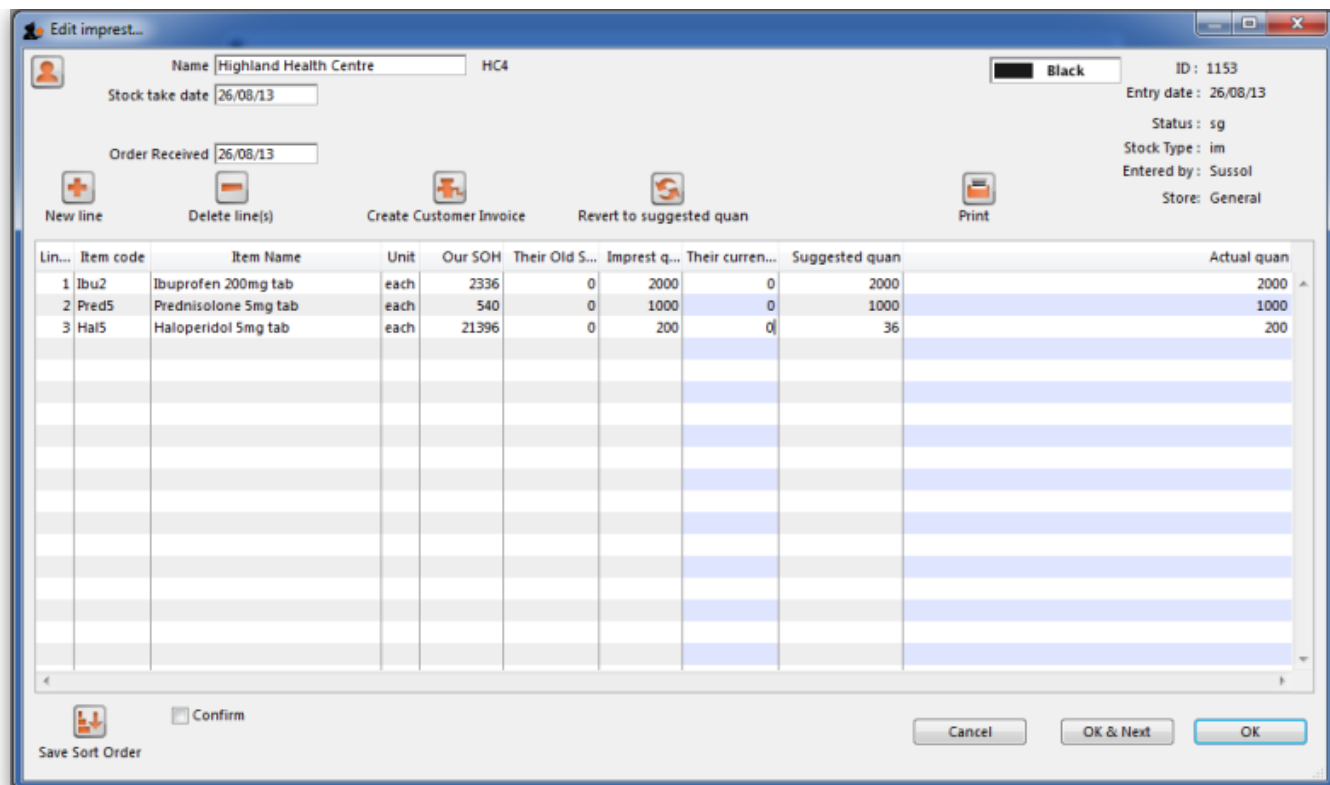 Edit imprest...
Name Highland Health Centre HC4 Black ID : 1153
Stock take date 26/08/13 Entry date : 26/08/13
Status : sg
Order Received 26/08/13 Stock Type : im
Entered by : Sussol
Store: General
New line Delete line(s) Create Customer Invoice Revert to suggested quan Print
Lin... Item code Item Name Unit Our SOH Their Old S... Imprest q... Their curren... Suggested quan Actual quan
1 Ibu2 Ibuprofen 200mg tab each 2336 0 2000 0 2000 2000
2 Pred5 Prednisolone 5mg tab each 540 0 1000 0 1000 1000
3 Hal5 Haloperidol 5mg tab each 21396 0 200 0 36 200
Confirm
Save Sort Order Cancel OK & Next OK